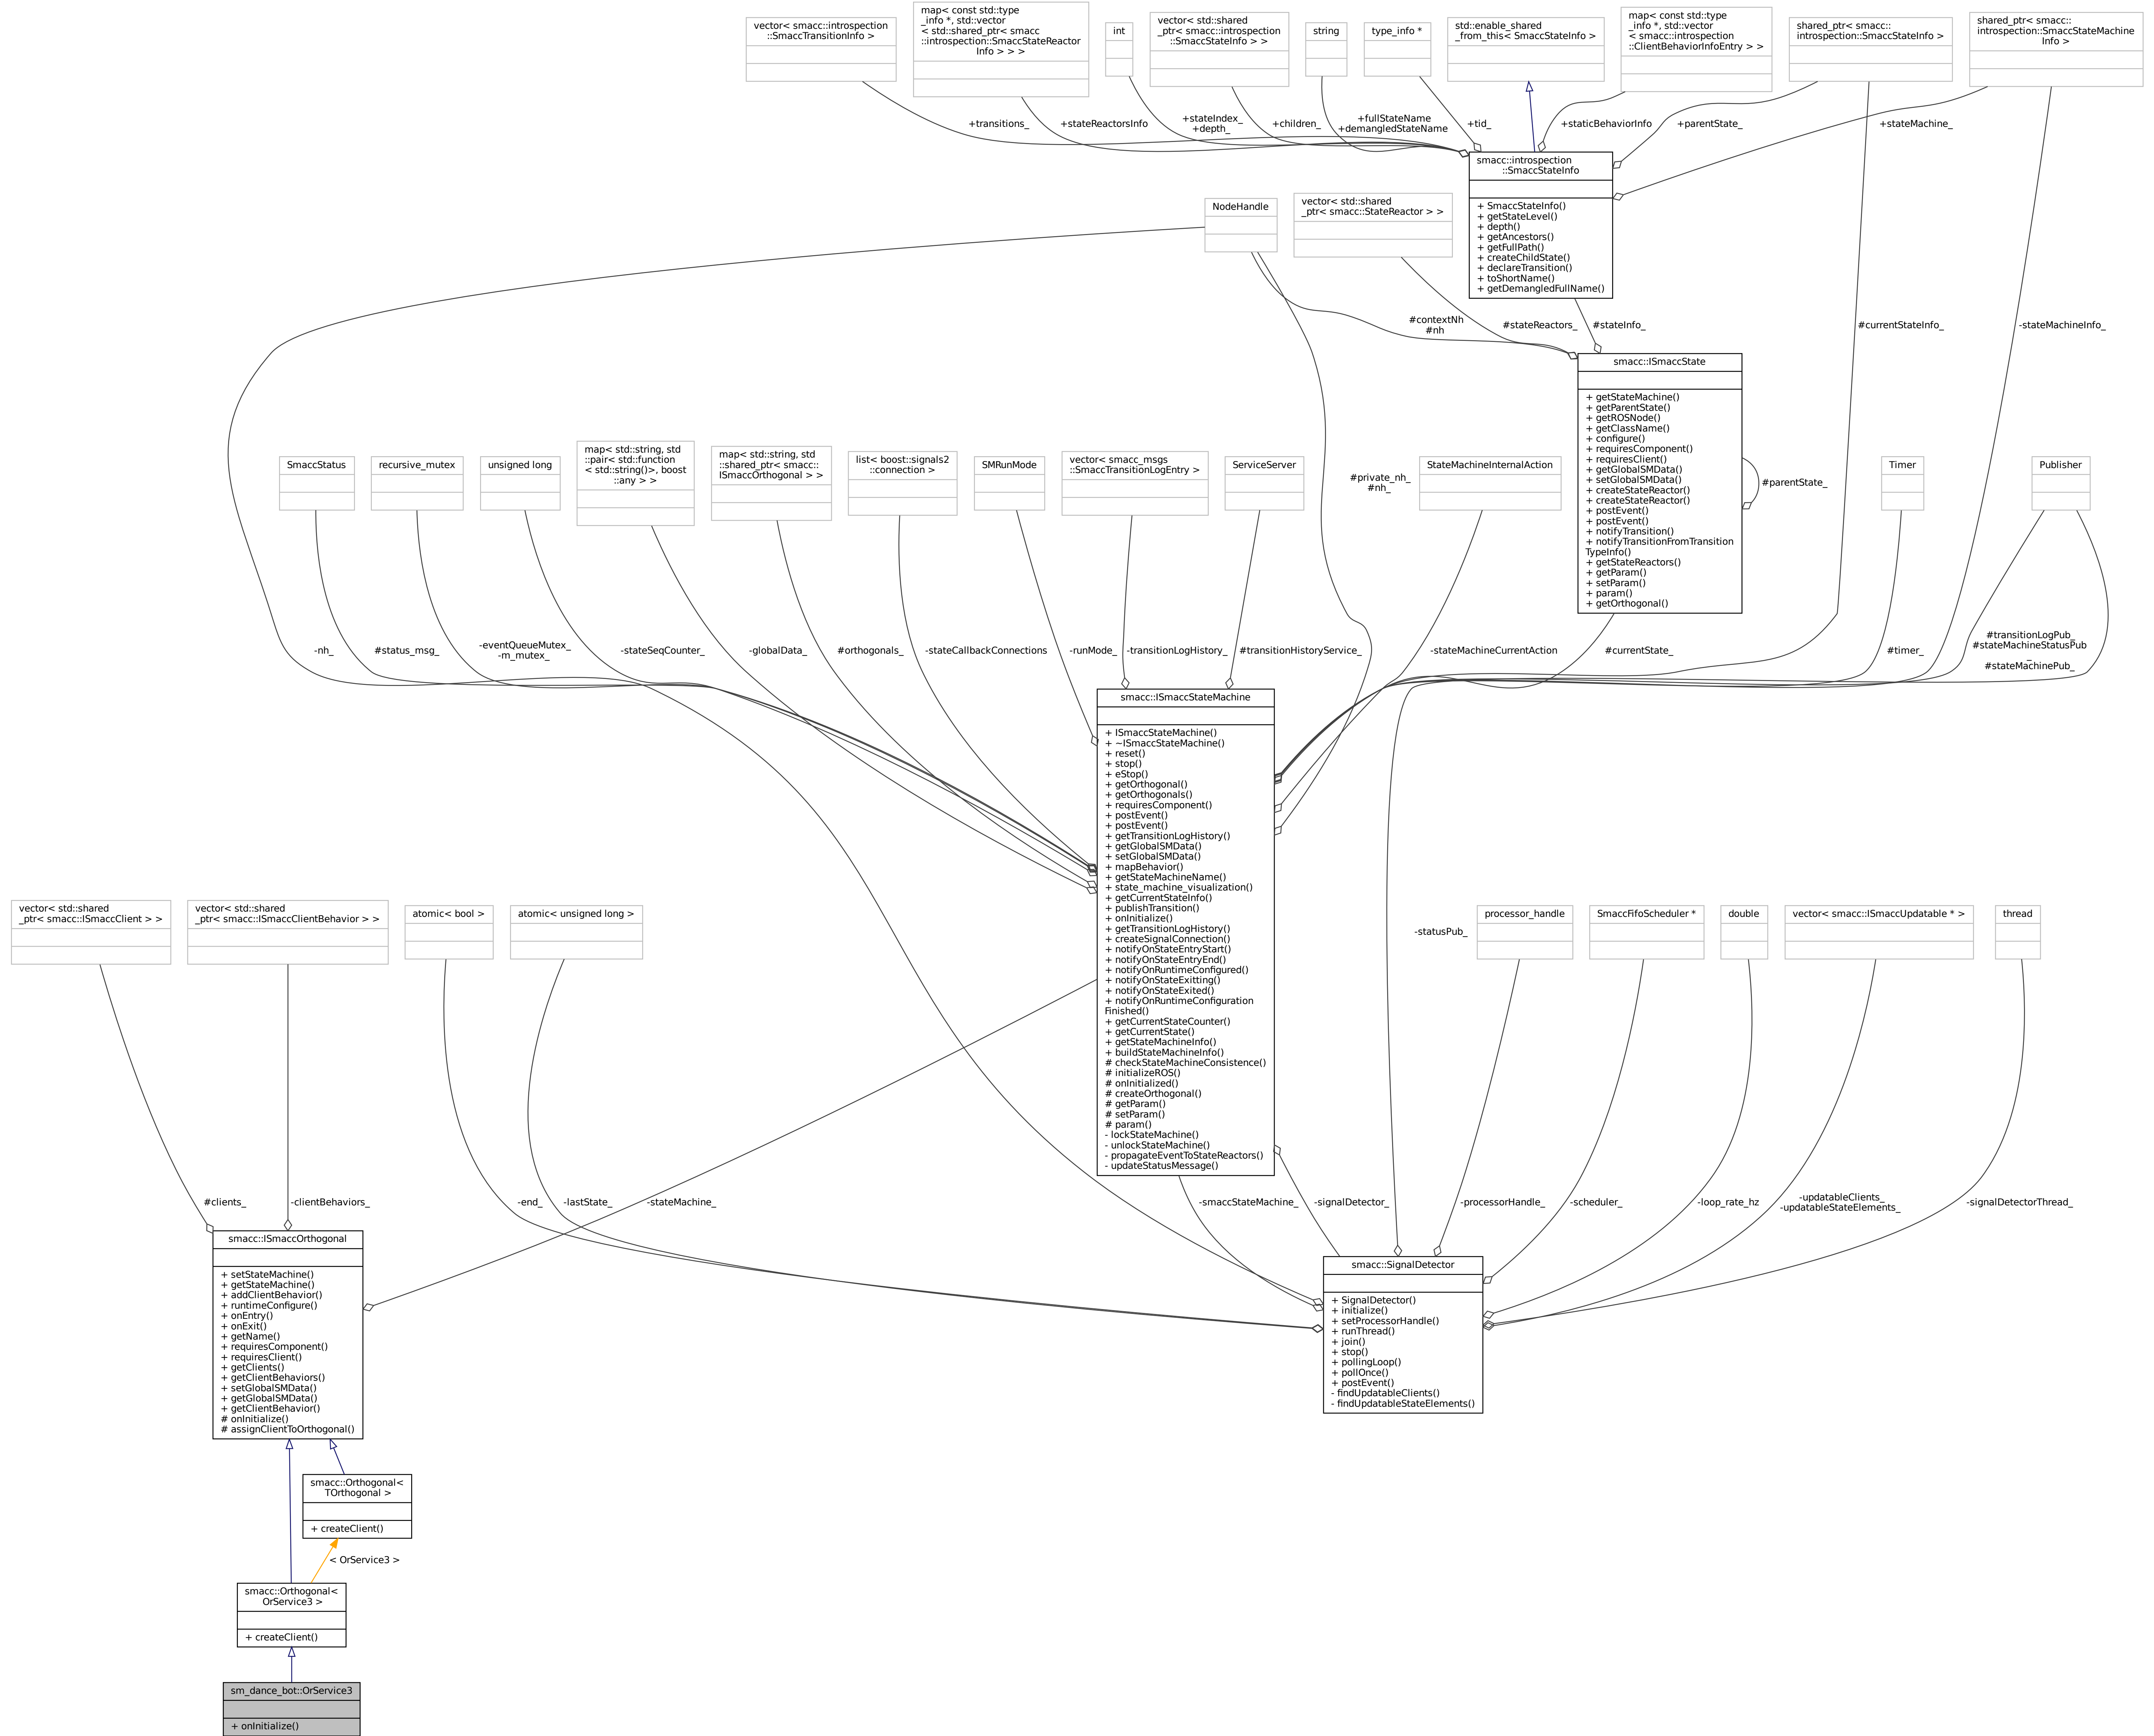 vector< smacc::introspection
::SmaccTransitionInfo >
map< const std::type
_info *, std::vector
< std::shared_ptr< smacc
::introspection::SmaccStateReactor
Info > > >
int
vector< std::shared
_ptr< smacc::introspection
::SmaccStateInfo > >
string
type_info *
std::enable_shared
_from_this< SmaccStateInfo >
map< const std::type
_info *, std::vector
< smacc::introspection
::ClientBehaviorInfoEntry > >
shared_ptr< smacc::
introspection::SmaccStateInfo >
shared_ptr< smacc::
introspection::SmaccStateMachine
Info >
+transitions_
+stateReactorsInfo
+stateIndex_
+depth_
+children_
+fullStateName
+demangledStateName
+tid_
+staticBehaviorInfo
+parentState_
+stateMachine_
smacc::introspection
::SmaccStateInfo
+ SmaccStateInfo()
+ getStateLevel()
+ depth()
+ getAncestors()
+ getFullPath()
+ createChildState()
+ declareTransition()
+ toShortName()
+ getDemangledFullName()
NodeHandle
vector< std::shared
_ptr< smacc::StateReactor > >
#contextNh
#nh
#stateReactors_
#stateInfo_
#currentStateInfo_
-stateMachineInfo_
smacc::ISmaccState
+ getStateMachine()
+ getParentState()
+ getROSNode()
+ getClassName()
+ configure()
+ requiresComponent()
+ requiresClient()
+ getGlobalSMData()
+ setGlobalSMData()
+ createStateReactor()
+ createStateReactor()
+ postEvent()
+ postEvent()
+ notifyTransition()
+ notifyTransitionFromTransition
TypeInfo()
+ getStateReactors()
+ getParam()
+ setParam()
+ param()
+ getOrthogonal()
#parentState_
SmaccStatus
recursive_mutex
unsigned long
map< std::string, std
::pair< std::function
< std::string()>, boost
::any > >
map< std::string, std
::shared_ptr< smacc::
ISmaccOrthogonal > >
list< boost::signals2
::connection >
SMRunMode
vector< smacc_msgs
::SmaccTransitionLogEntry >
ServiceServer
#private_nh_
#nh_
StateMachineInternalAction
Timer
Publisher
-nh_
#status_msg_
-eventQueueMutex_
-m_mutex_
-stateSeqCounter_
-globalData_
#orthogonals_
-stateCallbackConnections
-runMode_
-transitionLogHistory_
#transitionHistoryService_
-stateMachineCurrentAction
#currentState_
#timer_
#transitionLogPub_
#stateMachineStatusPub
_
#stateMachinePub_
smacc::ISmaccStateMachine
+ ISmaccStateMachine()
+ ~ISmaccStateMachine()
+ reset()
+ stop()
+ eStop()
+ getOrthogonal()
+ getOrthogonals()
+ requiresComponent()
+ postEvent()
+ postEvent()
+ getTransitionLogHistory()
+ getGlobalSMData()
+ setGlobalSMData()
+ mapBehavior()
+ getStateMachineName()
+ state_machine_visualization()
+ getCurrentStateInfo()
+ publishTransition()
+ onInitialize()
+ getTransitionLogHistory()
+ createSignalConnection()
+ notifyOnStateEntryStart()
+ notifyOnStateEntryEnd()
+ notifyOnRuntimeConfigured()
+ notifyOnStateExitting()
+ notifyOnStateExited()
+ notifyOnRuntimeConfiguration
Finished()
+ getCurrentStateCounter()
+ getCurrentState()
+ getStateMachineInfo()
+ buildStateMachineInfo()
# checkStateMachineConsistence()
# initializeROS()
# onInitialized()
# createOrthogonal()
# getParam()
# setParam()
# param()
- lockStateMachine()
- unlockStateMachine()
- propagateEventToStateReactors()
- updateStatusMessage()
vector< std::shared
_ptr< smacc::ISmaccClient > >
vector< std::shared
_ptr< smacc::ISmaccClientBehavior > >
atomic< bool >
atomic< unsigned long >
-statusPub_
processor_handle
SmaccFifoScheduler *
double
vector< smacc::ISmaccUpdatable * >
thread
#clients_
-clientBehaviors_
-end_
-lastState_
-stateMachine_
-smaccStateMachine_
-signalDetector_
-processorHandle_
-scheduler_
-loop_rate_hz
-updatableClients_
-updatableStateElements_
-signalDetectorThread_
smacc::ISmaccOrthogonal
+ setStateMachine()
+ getStateMachine()
+ addClientBehavior()
+ runtimeConfigure()
+ onEntry()
+ onExit()
+ getName()
+ requiresComponent()
+ requiresClient()
+ getClients()
+ getClientBehaviors()
+ setGlobalSMData()
+ getGlobalSMData()
+ getClientBehavior()
# onInitialize()
# assignClientToOrthogonal()
smacc::SignalDetector
+ SignalDetector()
+ initialize()
+ setProcessorHandle()
+ runThread()
+ join()
+ stop()
+ pollingLoop()
+ pollOnce()
+ postEvent()
- findUpdatableClients()
- findUpdatableStateElements()
smacc::Orthogonal<
TOrthogonal >
+ createClient()
< OrService3 >
smacc::Orthogonal<
OrService3 >
+ createClient()
sm_dance_bot::OrService3
+ onInitialize()